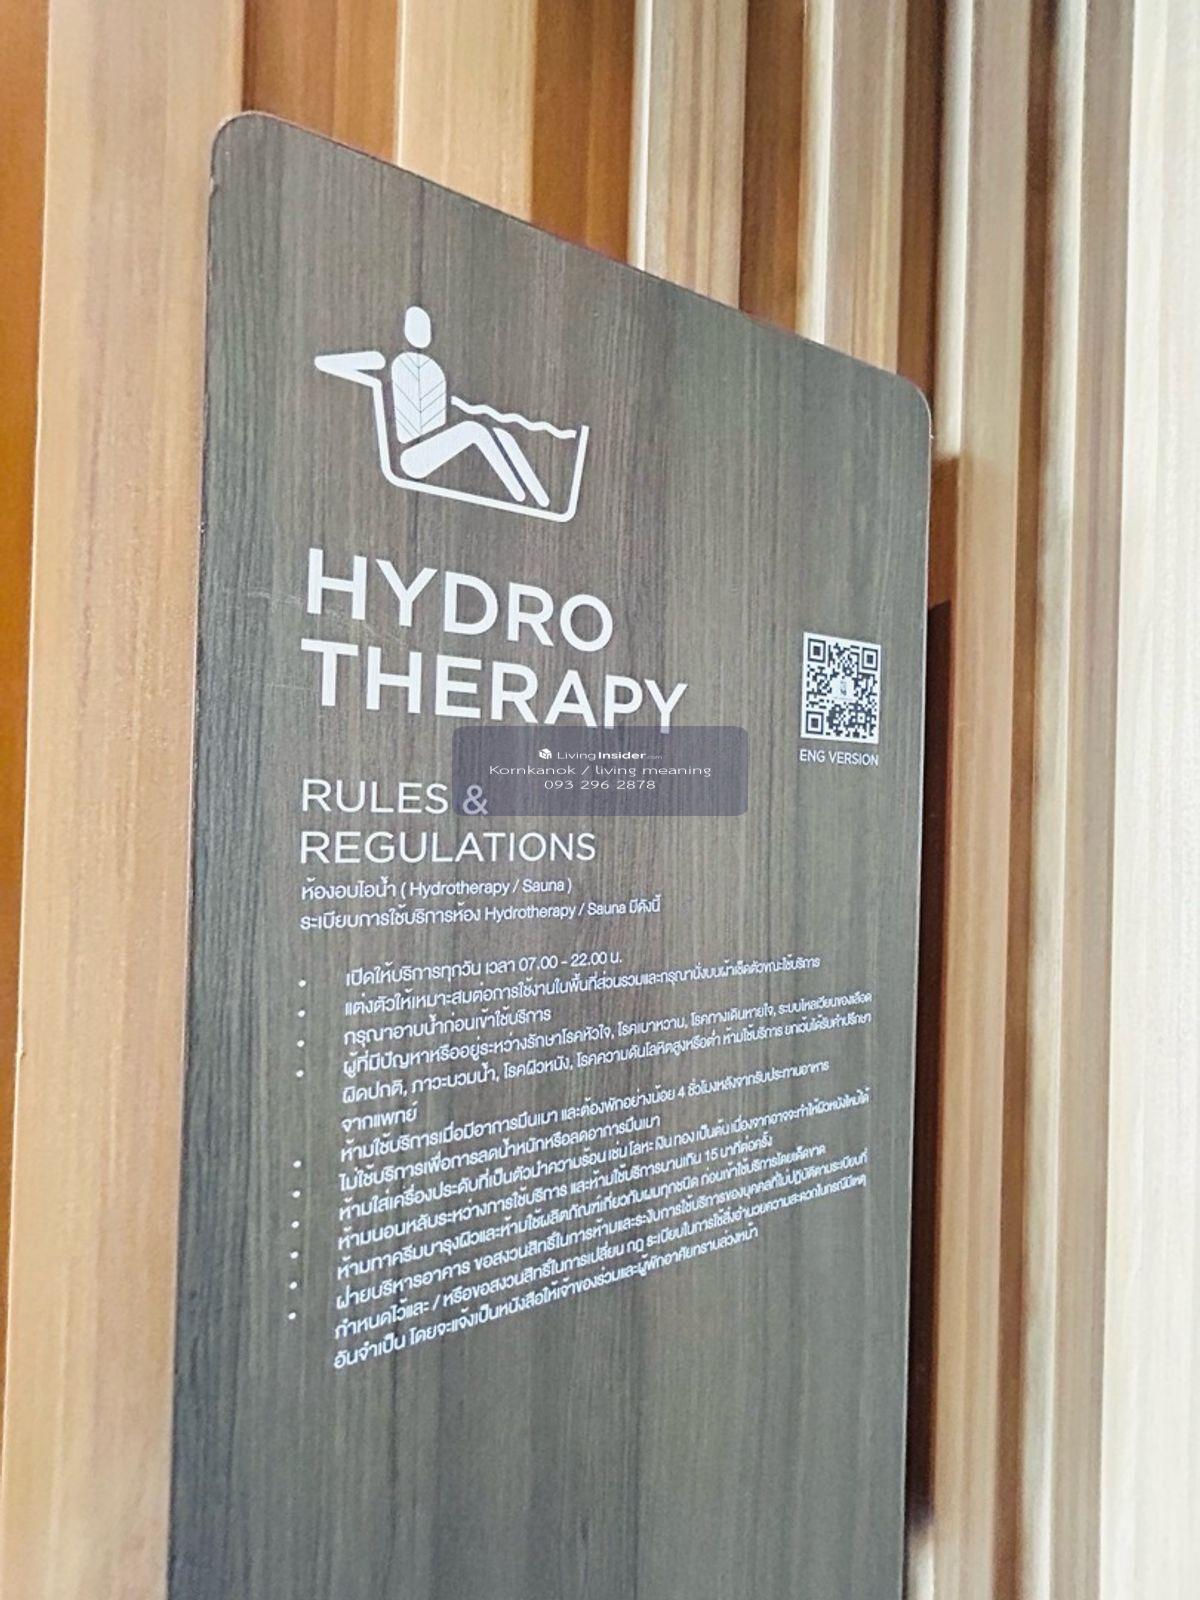 HYDRO
THERAPY
ENG VERSION
LivingInsider.com
Kornkanok / living meaning
093 296 2878
RULES &
REGULATIONS
ห้องอบไอน้ำ ( Hydrotherapy / Sauna )
ระเบียบการใช้บริการห้อง Hydrotherapy / Sauna มีดังนี้
• เปิดให้บริการทุกวัน เวลา 07.00 - 22.00 น.
• แต่งตัวให้เหมาะสมต่อการใช้งานในพื้นที่ส่วนรวมและกรุณานั่งบนผ้าเช็ดตัวขณะใช้บริการ
• กรุณาอาบน้ำก่อนเข้าใช้บริการ
• ผู้ที่มีปัญหาหรืออยู่ระหว่างรักษาโรคหัวใจ, โรคเบาหวาน, โรคทางเดินหายใจ, ระบบไหลเวียนของเลือด
ผิดปกติ, ภาวะบวมน้ำ, โรคผิวหนัง, โรคความดันโลหิตสูงหรือต่ำ ห้ามใช้บริการ ยกเว้นได้รับคำปรึกษา
จากแพทย์
• ห้ามใช้บริการเมื่อมีอาการมึนเมา และต้องพักอย่างน้อย 4 ชั่วโมงหลังจากรับประทานอาหาร
• ไม่ใช้บริการเพื่อการลดน้ำหนักหรือลดอาการมึนเมา
• ห้ามใส่เครื่องประดับที่เป็นตัวนำความร้อน เช่น โลหะ เงิน ทอง เป็นต้น เนื่องจากอาจจะทำให้ผิวหนังไหม้ได้
• ห้ามนอนหลับระหว่างการใช้บริการ และห้ามใช้บริการนานเกิน 15 นาทีต่อครั้ง
• ห้ามทาครีมบำรุงผิวและห้ามใช้ผลิตภัณฑ์เกี่ยวกับผมทุกชนิด ก่อนเข้าใช้บริการโดยเด็ดขาด
• ฝ่ายบริหารอาคาร ขอสงวนสิทธิ์ในการห้ามและระงับการใช้บริการของบุคคลที่ไม่ปฏิบัติตามระเบียบที่
กำหนดไว้และ / หรือขอสงวนสิทธิ์ในการเปลี่ยน กฎ ระเบียบในการใช้สิ่งอำนวยความสะดวกในกรณีมีเหตุ
อันจำเป็น โดยจะแจ้งเป็นหนังสือให้เจ้าของร่วมและผู้พักอาศัยทราบล่วงหน้า